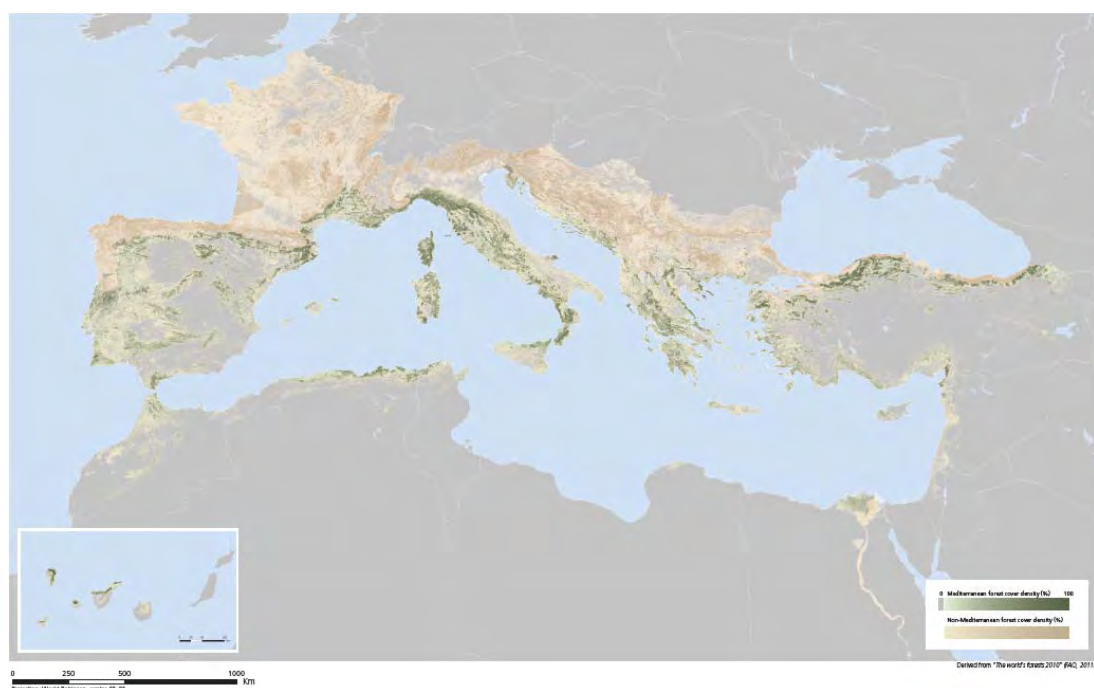 0 Mediterranean forest cover density (%) 100
Non-Mediterranean forest cover density (%)
Derived from "The world's forests 2010" (FAO, 2011)
0 250 500 1000
Km